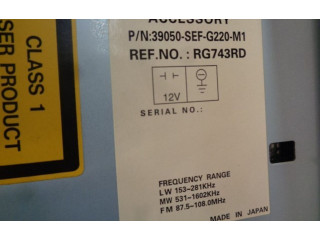 CLASS 1
SER PRODUCT
ACCESSORY
P/N:39050-SEF-G220-M1
REF.NO.: RG743RD
12V
SERIAL NO.:
FREQUENCY RANGE
LW 153-281KHz
MW 531-1602KHz
FM 87.5-108.0MHz
MADE IN JAPAN